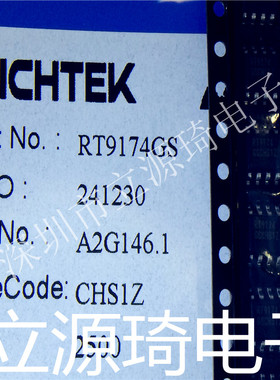 ICHTEK
No. : RT9174GS
O : 241230
No. : A2G146.1
eCode: CHS1Z
2500
深圳市立源琦电子
立源琦电子